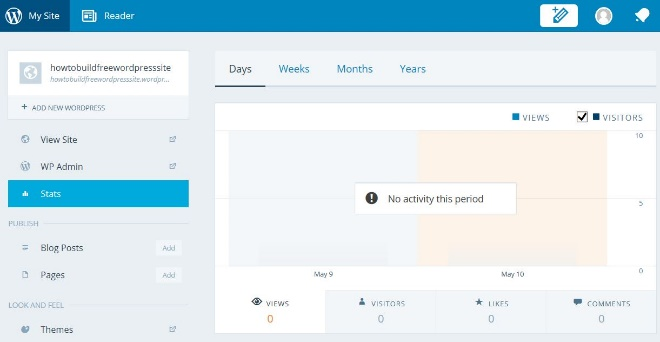 My Site Reader
howtobuildfreewordpresssite
howtobuildfreewordpresssite.wordpr...
+ ADD NEW WORDPRESS
View Site
WP Admin
Stats
PUBLISH
Blog Posts Add
Pages Add
LOOK AND FEEL
Themes
Days Weeks Months Years
VIEWS VISITORS
10
No activity this period
5
0
May 9 May 10
VIEWS VISITORS LIKES COMMENTS
0 0 0 0